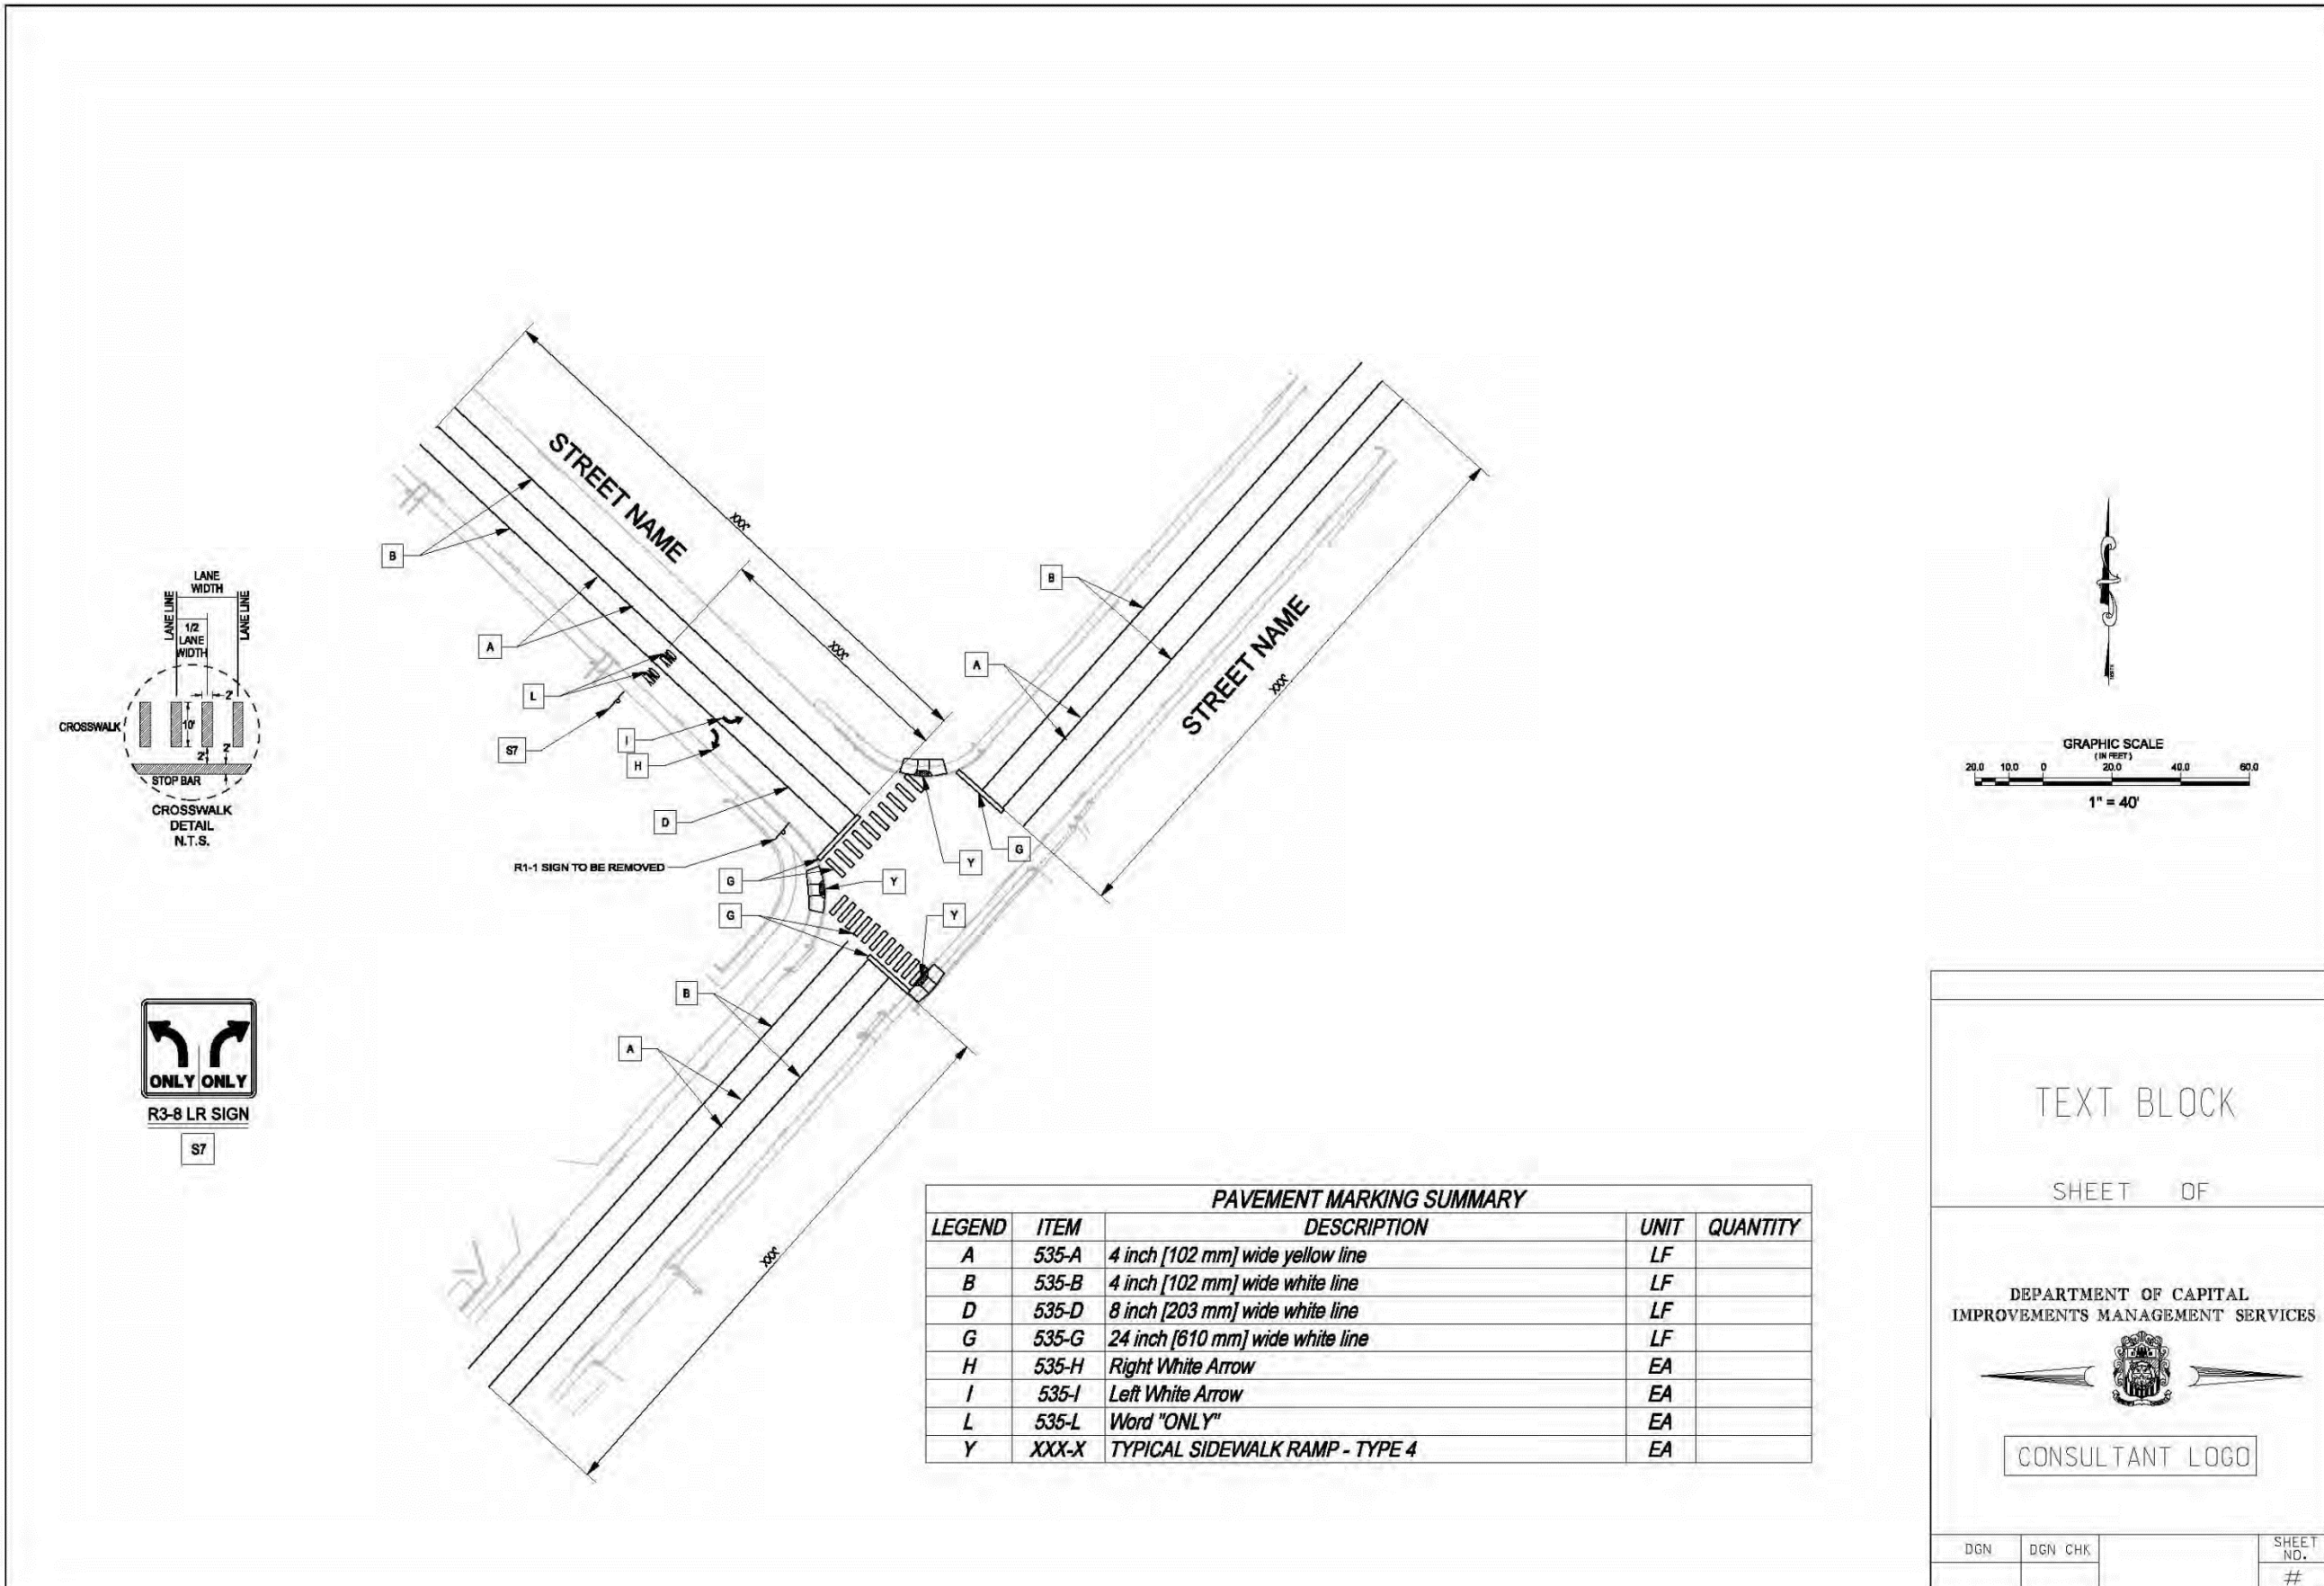 STREET NAME
XXX'
XXX'
B
A
L
S7
I
H
D
R1-1 SIGN TO BE REMOVED
G
G
Y
Y
Y
G
B
A
STREET NAME
XXX'
B
A
XXX'
LANE
WIDTH
LANE LINE
LANE LINE
1/2
LANE
WIDTH
2'
CROSSWALK
10'
2'
2'
STOP BAR
CROSSWALK
DETAIL
N.T.S.
ONLY ONLY
R3-8 LR SIGN
S7
GRAPHIC SCALE
(IN FEET)
20.0 10.0 0 20.0 40.0 60.0
1" = 40'
PAVEMENT MARKING SUMMARY
LEGEND ITEM DESCRIPTION UNIT QUANTITY
A 535-A 4 inch [102 mm] wide yellow line LF
B 535-B 4 inch [102 mm] wide white line LF
D 535-D 8 inch [203 mm] wide white line LF
G 535-G 24 inch [610 mm] wide white line LF
H 535-H Right White Arrow EA
I 535-I Left White Arrow EA
L 535-L Word "ONLY" EA
Y XXX-X TYPICAL SIDEWALK RAMP - TYPE 4 EA
TEXT BLOCK
SHEET OF
DEPARTMENT OF CAPITAL
IMPROVEMENTS MANAGEMENT SERVICES
CONSULTANT LOGO
DGN DGN CHK SHEET
NO.
#